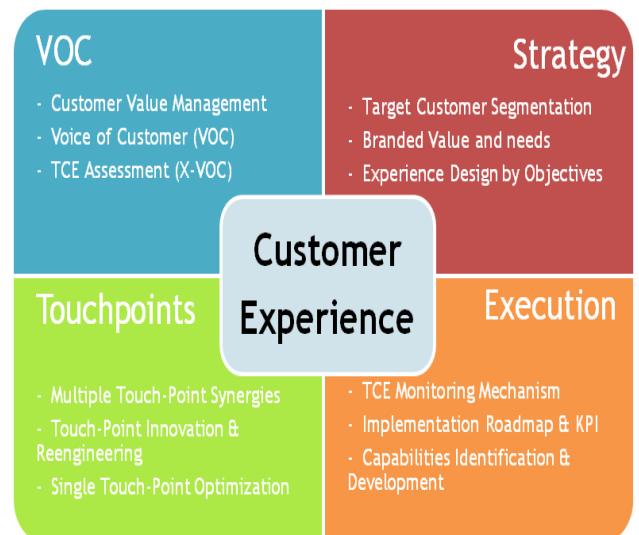 VOC
- Customer Value Management
- Voice of Customer (VOC)
- TCE Assessment (X-VOC)
Strategy
- Target Customer Segmentation
- Branded Value and needs
- Experience Design by Objectives
Customer
Experience
Touchpoints
- Multiple Touch-Point Synergies
- Touch-Point Innovation &
Reengineering
- Single Touch-Point Optimization
Execution
- TCE Monitoring Mechanism
- Implementation Roadmap & KPI
- Capabilities Identification &
Development